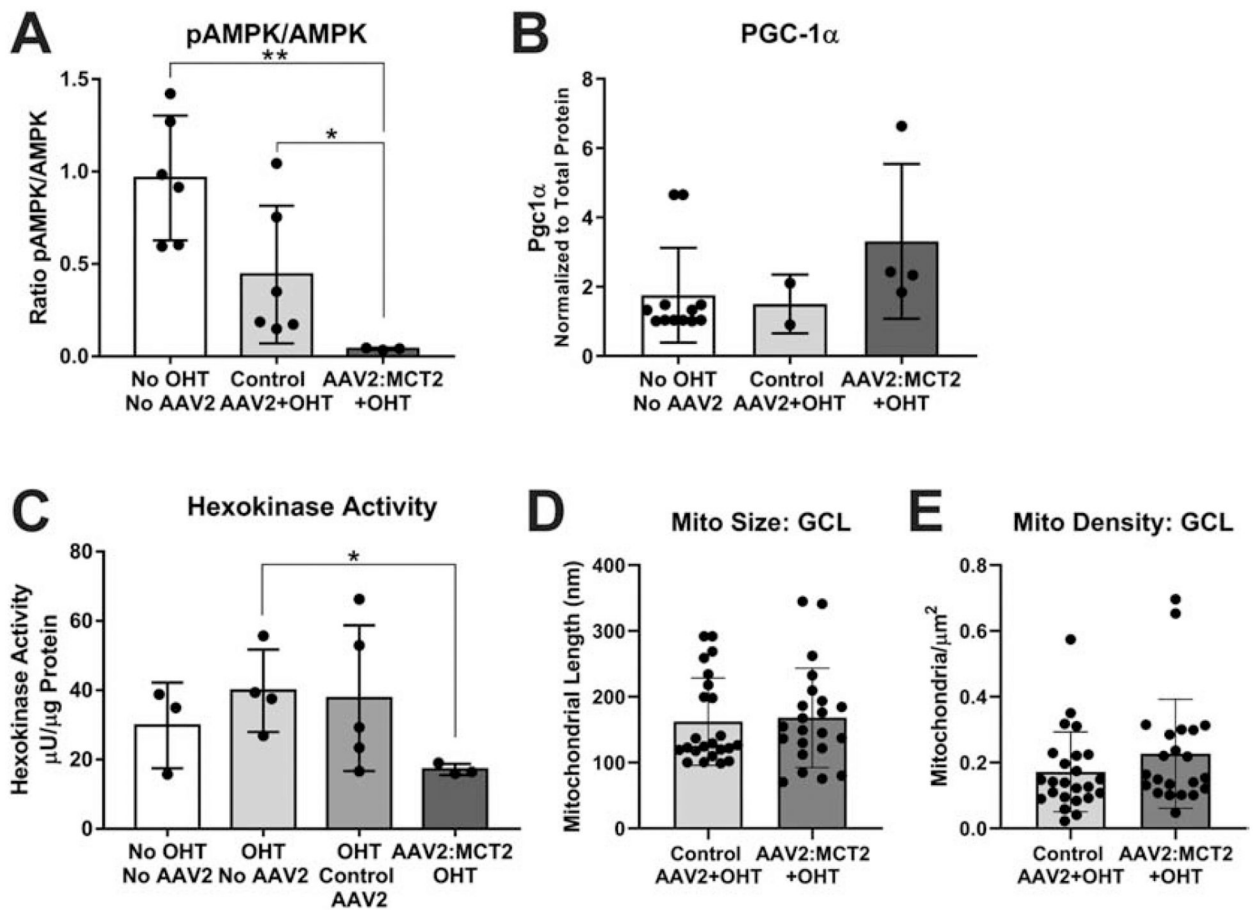 A
pAMPK/AMPK
**
*
Ratio pAMPK/AMPK
1.5
1.0
0.5
0.0
No OHT
No AAV2
Control
AAV2+OHT
AAV2:MCT2
+OHT
B
PGC-1α
Pgc1α
Normalized to Total Protein
8
6
4
2
0
No OHT
No AAV2
Control
AAV2+OHT
AAV2:MCT2
+OHT
C
Hexokinase Activity
*
Hexokinase Activity
μU/μg Protein
80
60
40
20
0
No OHT
No AAV2
OHT
No AAV2
OHT
Control
AAV2
AAV2:MCT2
OHT
D
Mito Size: GCL
Mitochondrial Length (nm)
400
300
200
100
0
Control
AAV2+OHT
AAV2:MCT2
+OHT
E
Mito Density: GCL
Mitochondria/μm²
0.8
0.6
0.4
0.2
0.0
Control
AAV2+OHT
AAV2:MCT2
+OHT